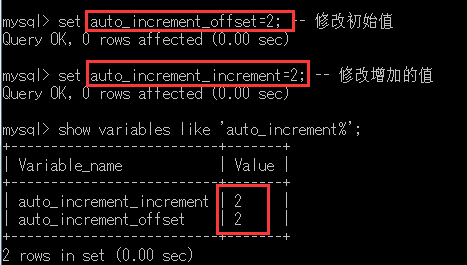 mysql> set auto_increment_offset=2; -- 修改初始值
Query OK, 0 rows affected (0.00 sec)
mysql> set auto_increment_increment=2; -- 修改增加的值
Query OK, 0 rows affected (0.00 sec)
mysql> show variables like 'auto_increment%';
+--------------------------+-------+
| Variable_name            | Value |
+--------------------------+-------+
| auto_increment_increment | 2     |
| auto_increment_offset    | 2     |
+--------------------------+-------+
2 rows in set (0.00 sec)